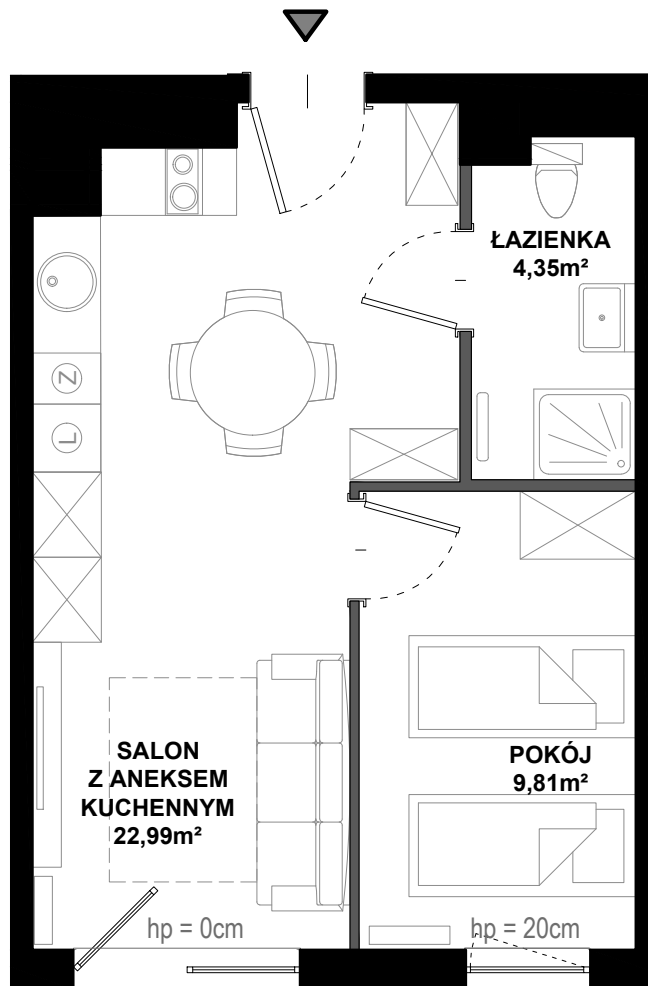 ŁAZIENKA
4,35m²
Z
L
SALON
Z ANEKSEM
KUCHENNYM
22,99m²
POKÓJ
9,81m²
hp = 0cm
hp = 20cm